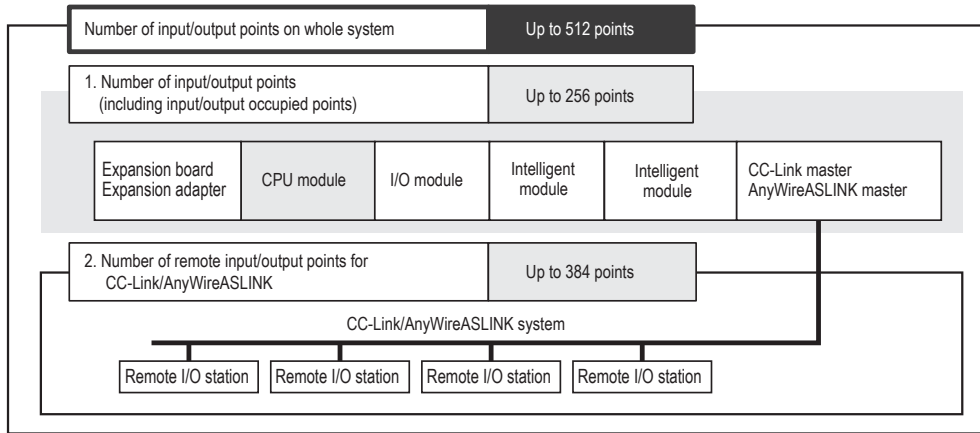 Number of input/output points on whole system
Up to 512 points
1. Number of input/output points
(including input/output occupied points)
Up to 256 points
Expansion board
Expansion adapter
CPU module
I/O module
Intelligent
module
Intelligent
module
CC-Link master
AnyWireASLINK master
2. Number of remote input/output points for
CC-Link/AnyWireASLINK
Up to 384 points
CC-Link/AnyWireASLINK system
Remote I/O station
Remote I/O station
Remote I/O station
Remote I/O station